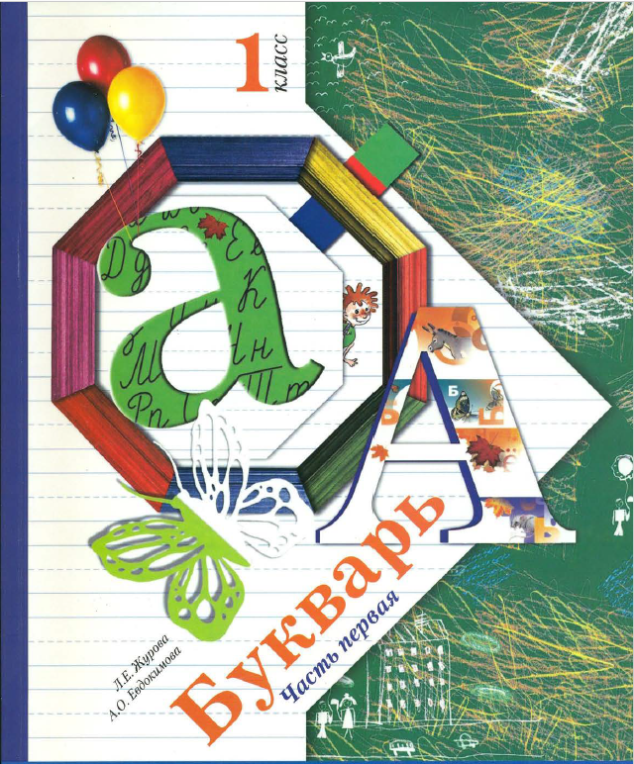 1
класс
Д д Е
К
М Н н
Р п Т т
а
А
Б
Л.Е. Журова
А.О. Евдокимова
Букварь
Часть первая